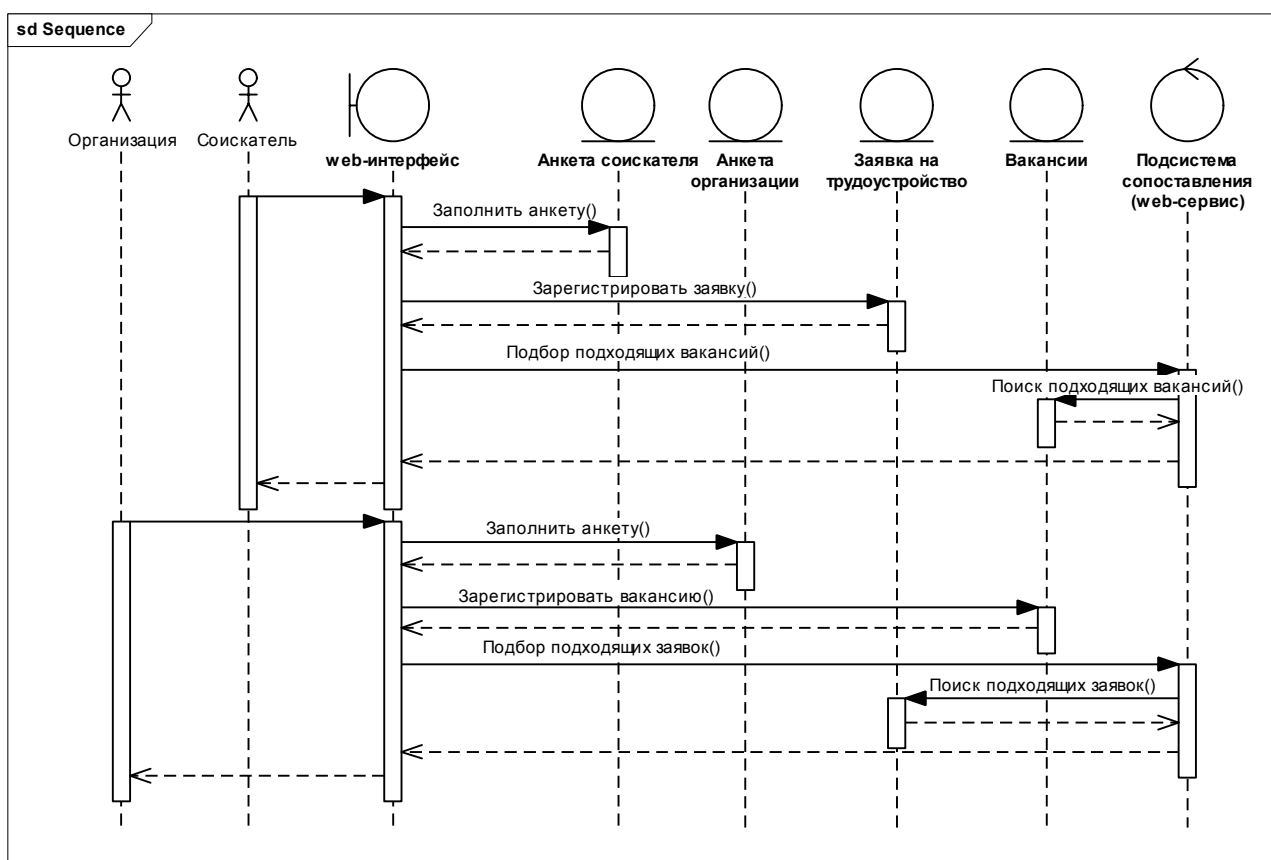 sd Sequence
Организация
Соискатель
web-интерфейс
Анкета соискателя
Анкета
организации
Заявка на
трудоустройство
Вакансии
Подсистема
сопоставления
(web-сервис)
Заполнить анкету()
Зарегистрировать заявку()
Подбор подходящих вакансий()
Поиск подходящих вакансий()
Заполнить анкету()
Зарегистрировать вакансию()
Подбор подходящих заявок()
Поиск подходящих заявок()